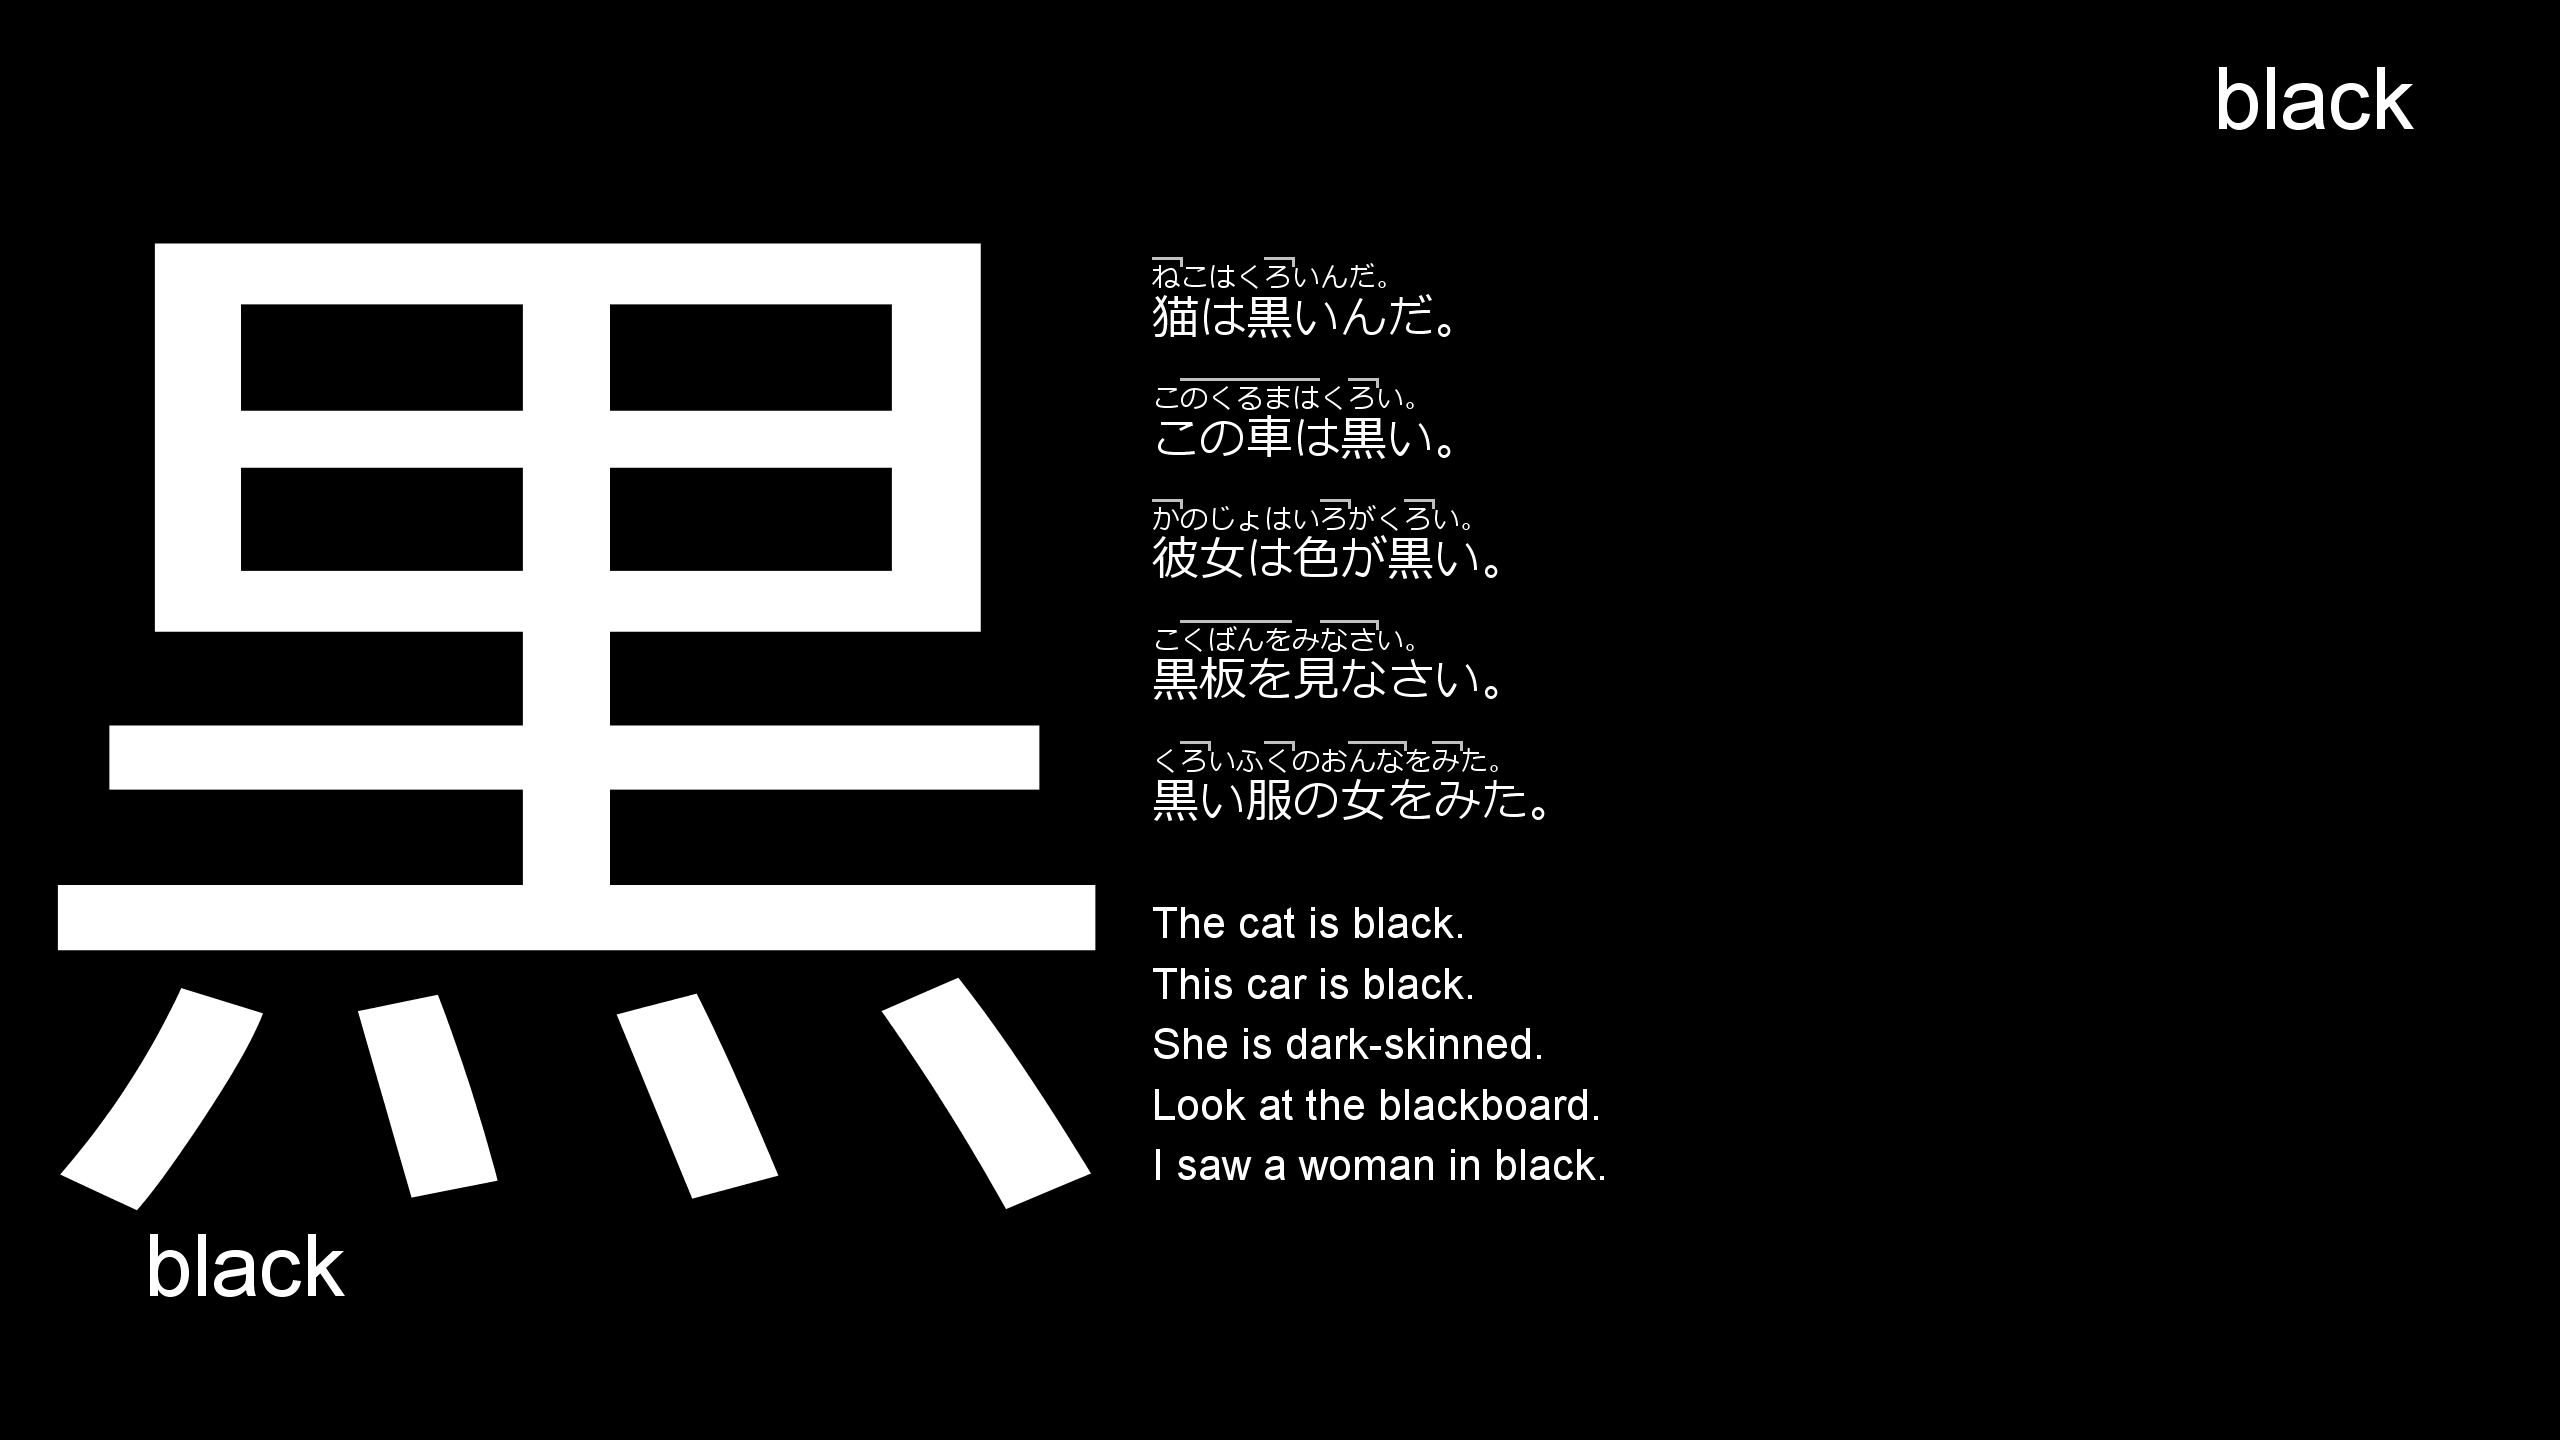 black
黒
black
ねこはくろいんだ。
猫は黒いんだ。
このくるまはくろい。
この車は黒い。
かのじょはいろがくろい。
彼女は色が黒い。
こくばんをみなさい。
黒板を見なさい。
くろいふくのおんなをみた。
黒い服の女をみた。
The cat is black.
This car is black.
She is dark-skinned.
Look at the blackboard.
I saw a woman in black.